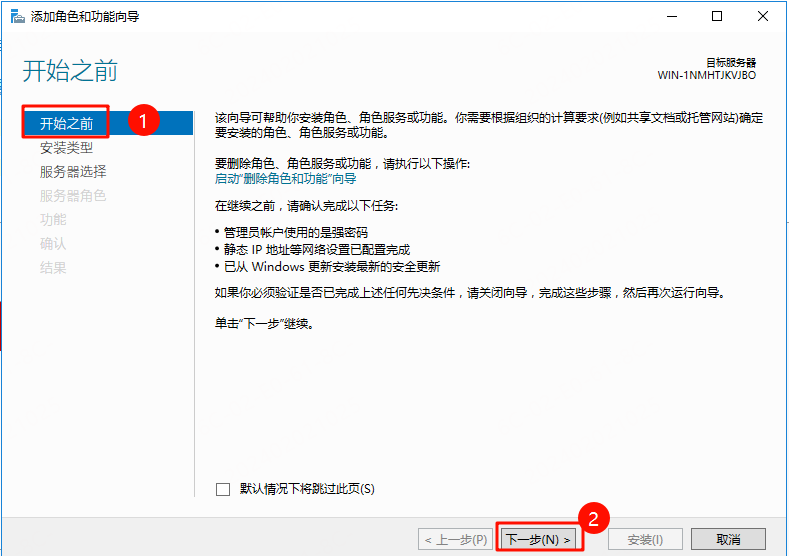 添加角色和功能向导
开始之前
目标服务器
WIN-1NMHTJKVJBO
开始之前
1
安装类型
服务器选择
服务器角色
功能
确认
结果
该向导可帮助你安装角色、角色服务或功能。你需要根据组织的计算要求(例如共享文档或托管网站)确定
要安装的角色、角色服务或功能。
要删除角色、角色服务或功能，请执行以下操作:
启动“删除角色和功能”向导
在继续之前，请确认完成以下任务:
• 管理员帐户使用的是强密码
• 静态 IP 地址等网络设置已配置完成
• 已从 Windows 更新安装最新的安全更新
如果你必须验证是否已完成上述任何先决条件，请关闭向导，完成这些步骤，然后再次运行向导。
单击“下一步”继续。
默认情况下将跳过此页(S)
2
< 上一步(P)
下一步(N) >
安装(I)
取消